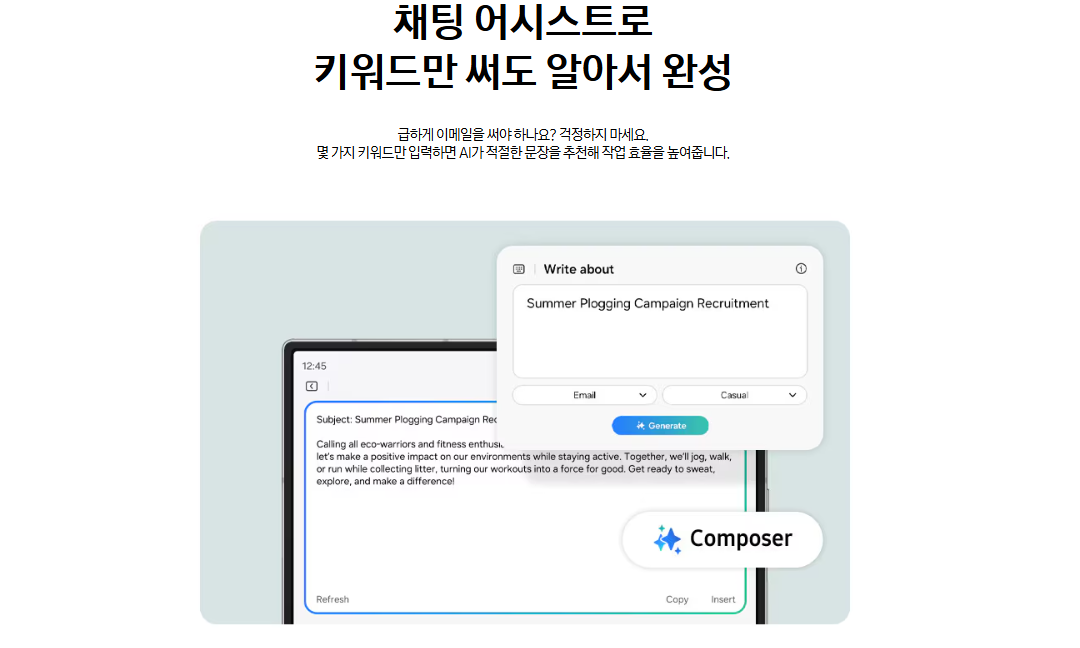 채팅 어시스트로
키워드만 써도 알아서 완성
급하게 이메일을 써야 하나요? 걱정하지 마세요.
몇 가지 키워드만 입력하면 AI가 적절한 문장을 추천해 작업 효율을 높여줍니다.
Write about
Summer Plogging Campaign Recruitment
Email
Casual
Generate
12:45
Subject: Summer Plogging Campaign
Calling all eco-warriors and fitness
let's make a positive impact on our environments while staying active. Together, we'll jog, walk,
or run while collecting litter, turning our workouts into a force for good. Get ready to sweat,
explore, and make a difference!
Composer
Refresh
Copy
Insert